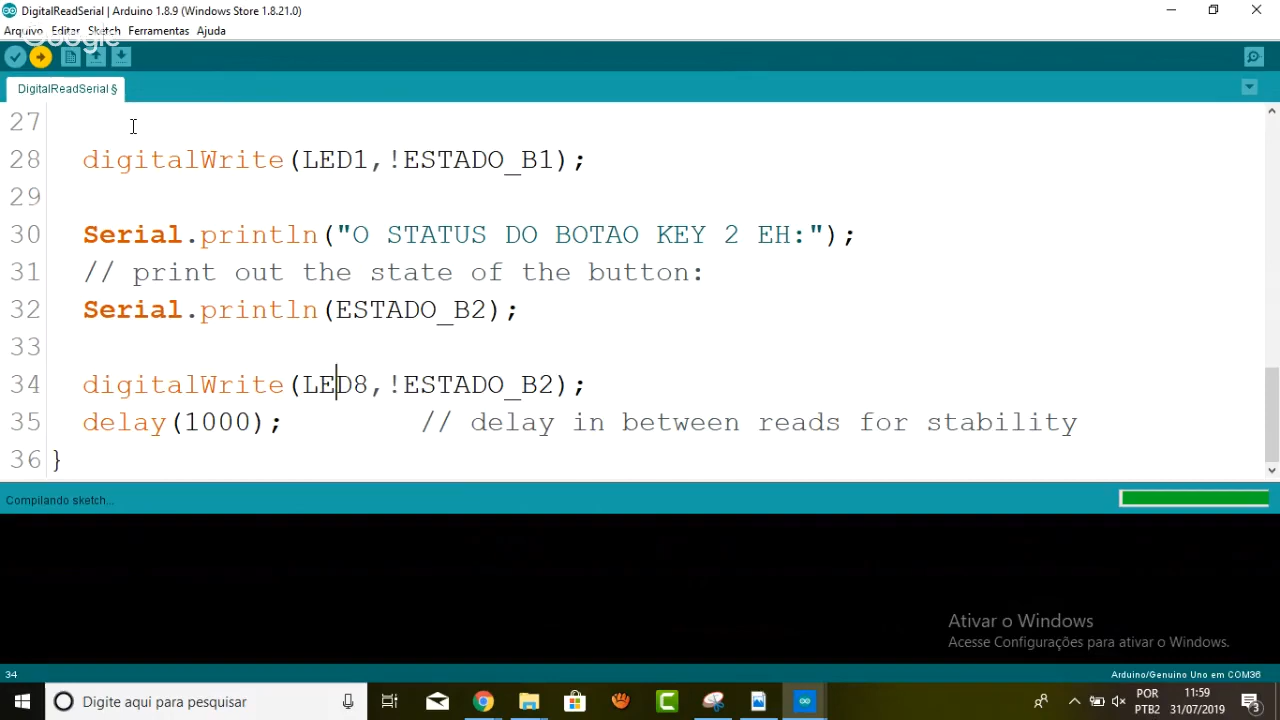 DigitalReadSerial | Arduino 1.8.9 (Windows Store 1.8.21.0)
Arquivo Editar Sketch Ferramentas Ajuda
Google
DigitalReadSerial §
27
28 digitalWrite(LED1,!ESTADO_B1);
29
30 Serial.println("O STATUS DO BOTAO KEY 2 EH:");
31 // print out the state of the button:
32 Serial.println(ESTADO_B2);
33
34 digitalWrite(LED8,!ESTADO_B2);
35 delay(1000); // delay in between reads for stability
36 }
Compilando sketch...
Ativar o Windows
Acesse Configurações para ativar o Windows.
34 Arduino/Genuino Uno em COM36
Digite aqui para pesquisar
POR 11:59
PTB2 31/07/2019 3